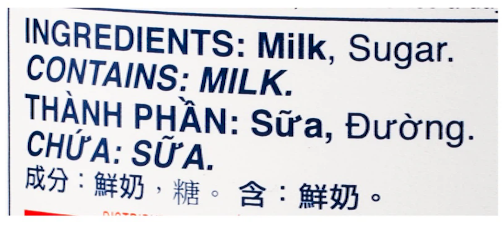 INGREDIENTS: Milk, Sugar.
CONTAINS: MILK.
THÀNH PHẦN: Sữa, Đường.
CHỨA: SỮA.
成分：鮮奶，糖。含：鮮奶。